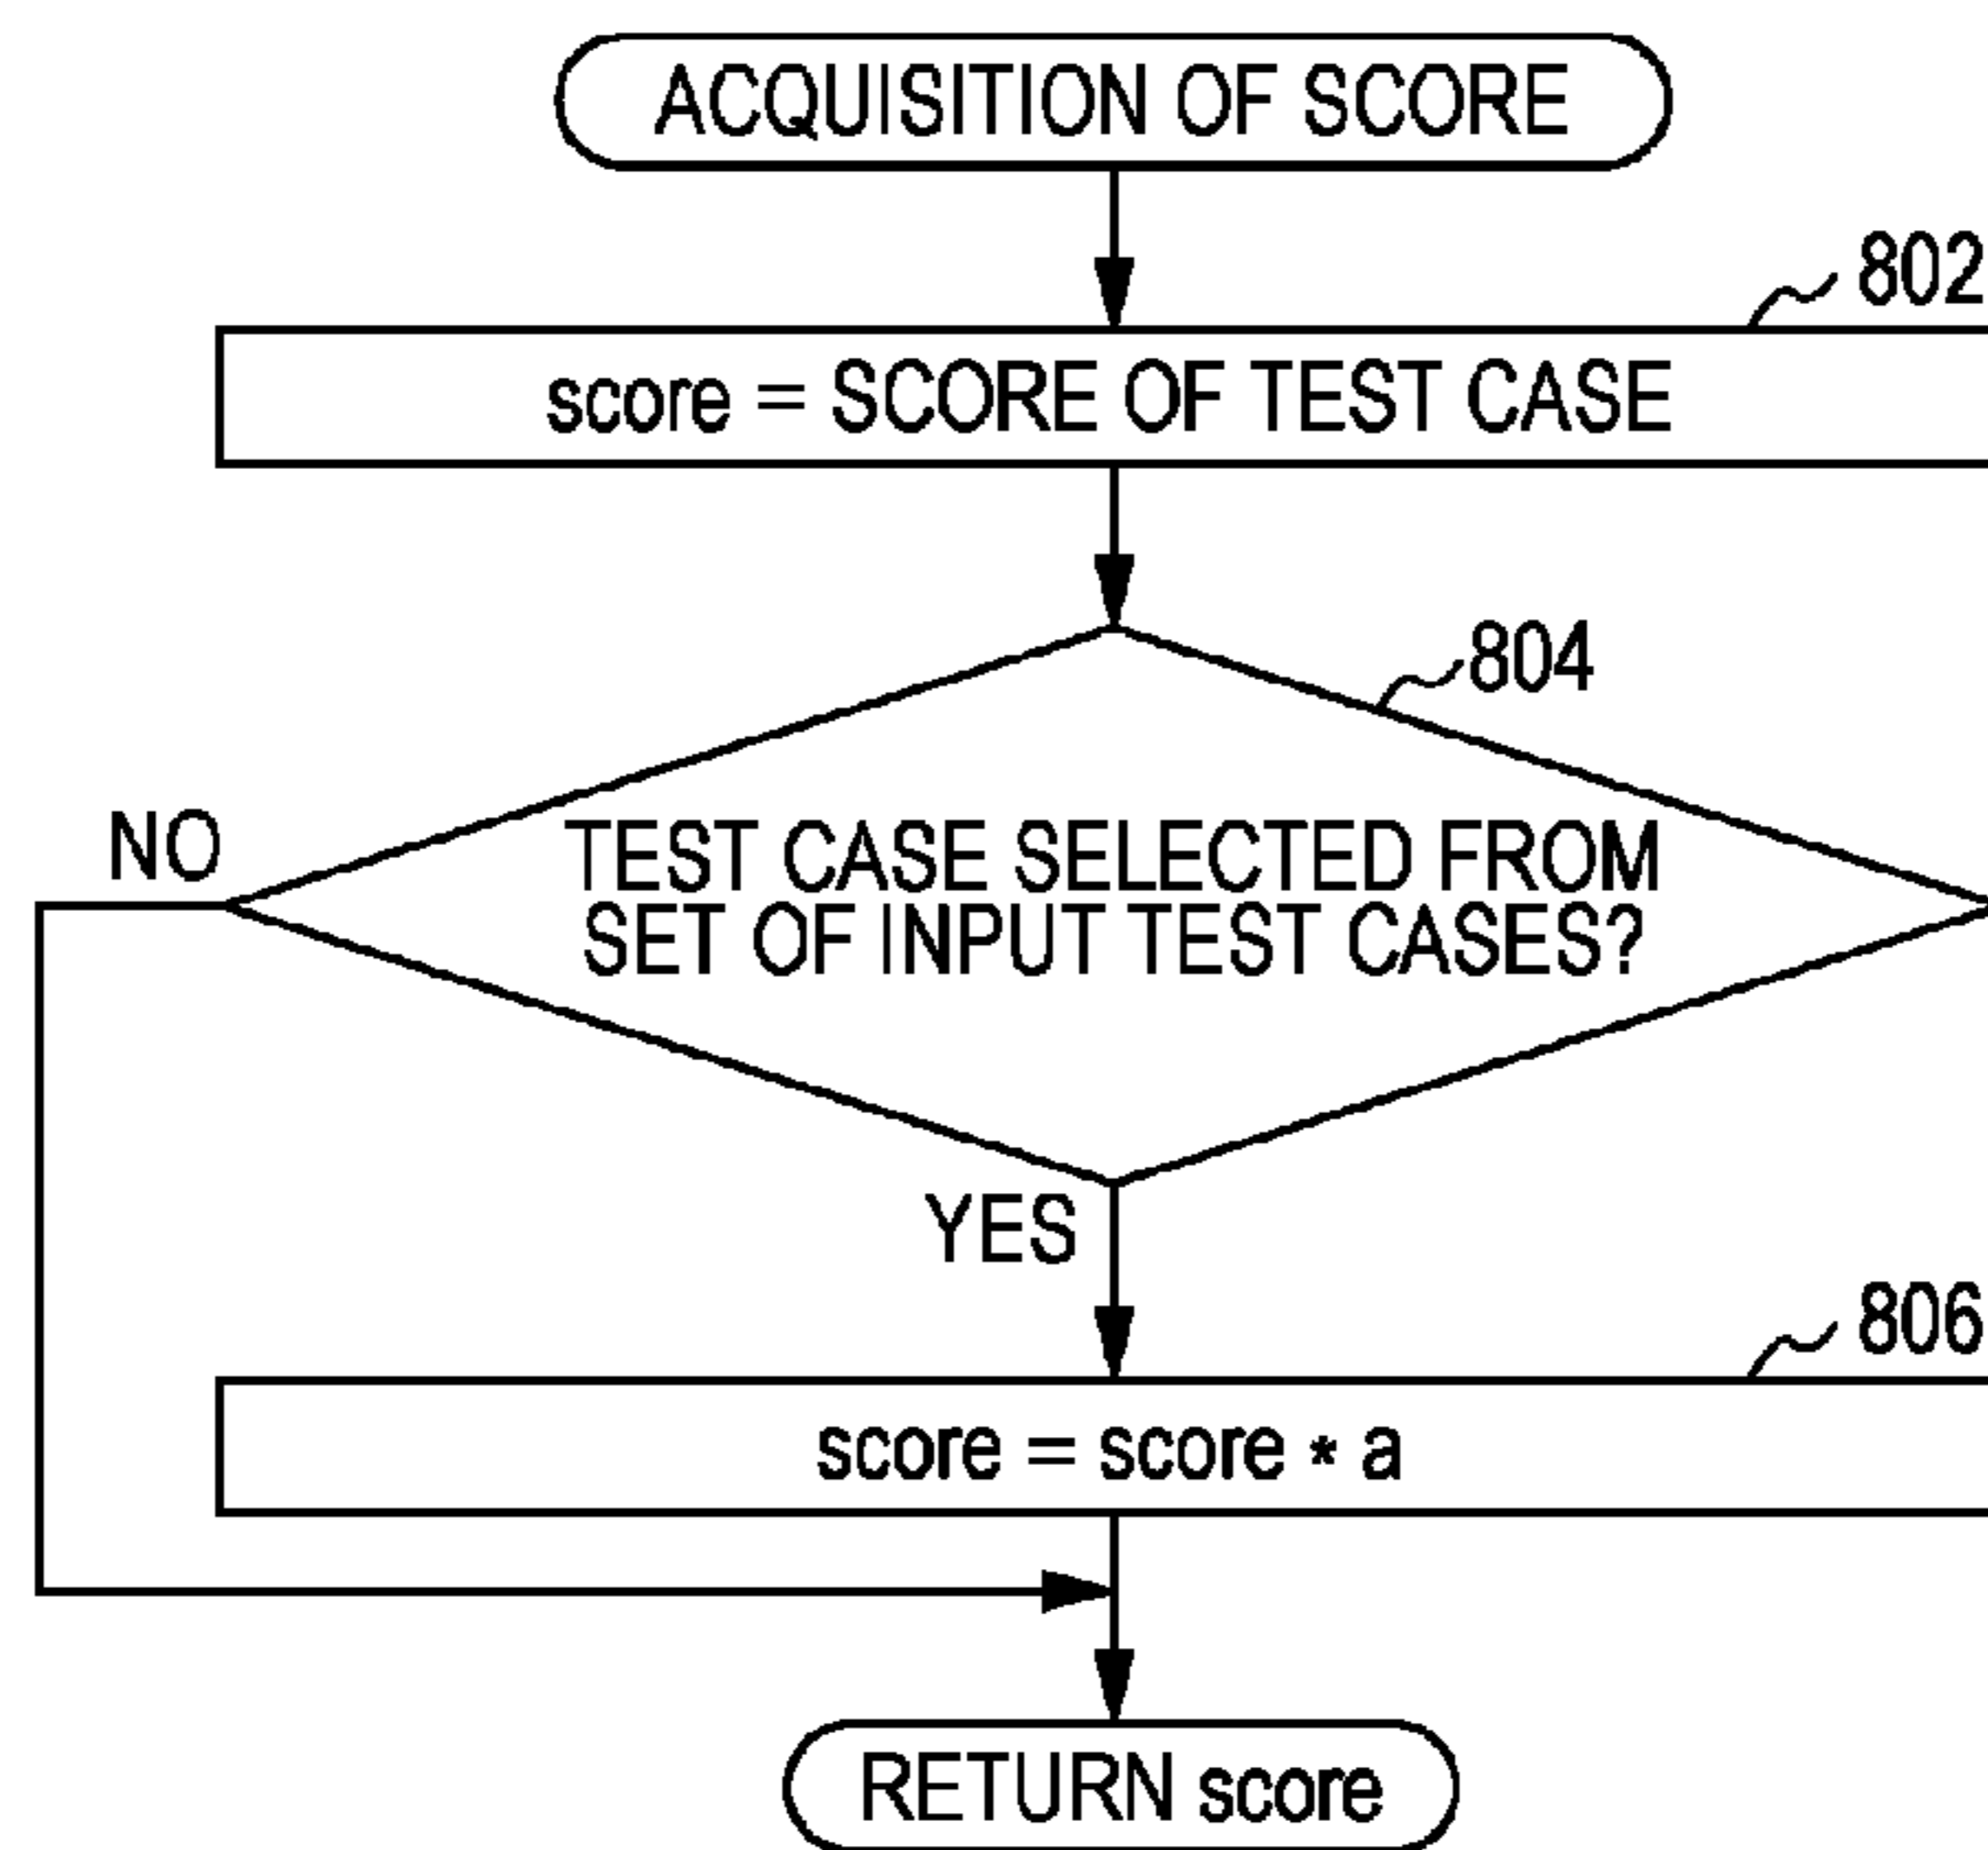 ACQUISITION OF SCORE
802
score = SCORE OF TEST CASE
804
NO
TEST CASE SELECTED FROM
SET OF INPUT TEST CASES?
YES
806
score = score * a
RETURN score